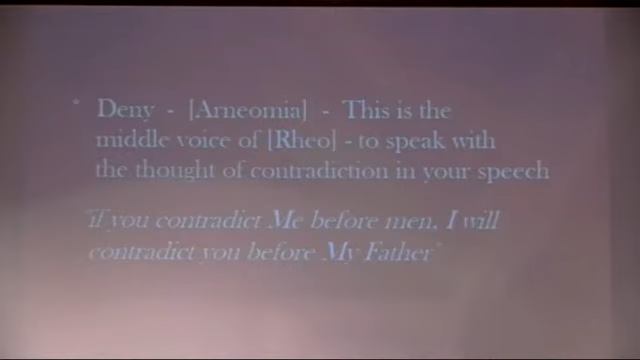 * Deny - [Arneomia] - This is the
middle voice of [Rheo] - to speak with
the thought of contradiction in your speech
"if you contradict Me before men, I will
contradict you before My Father"